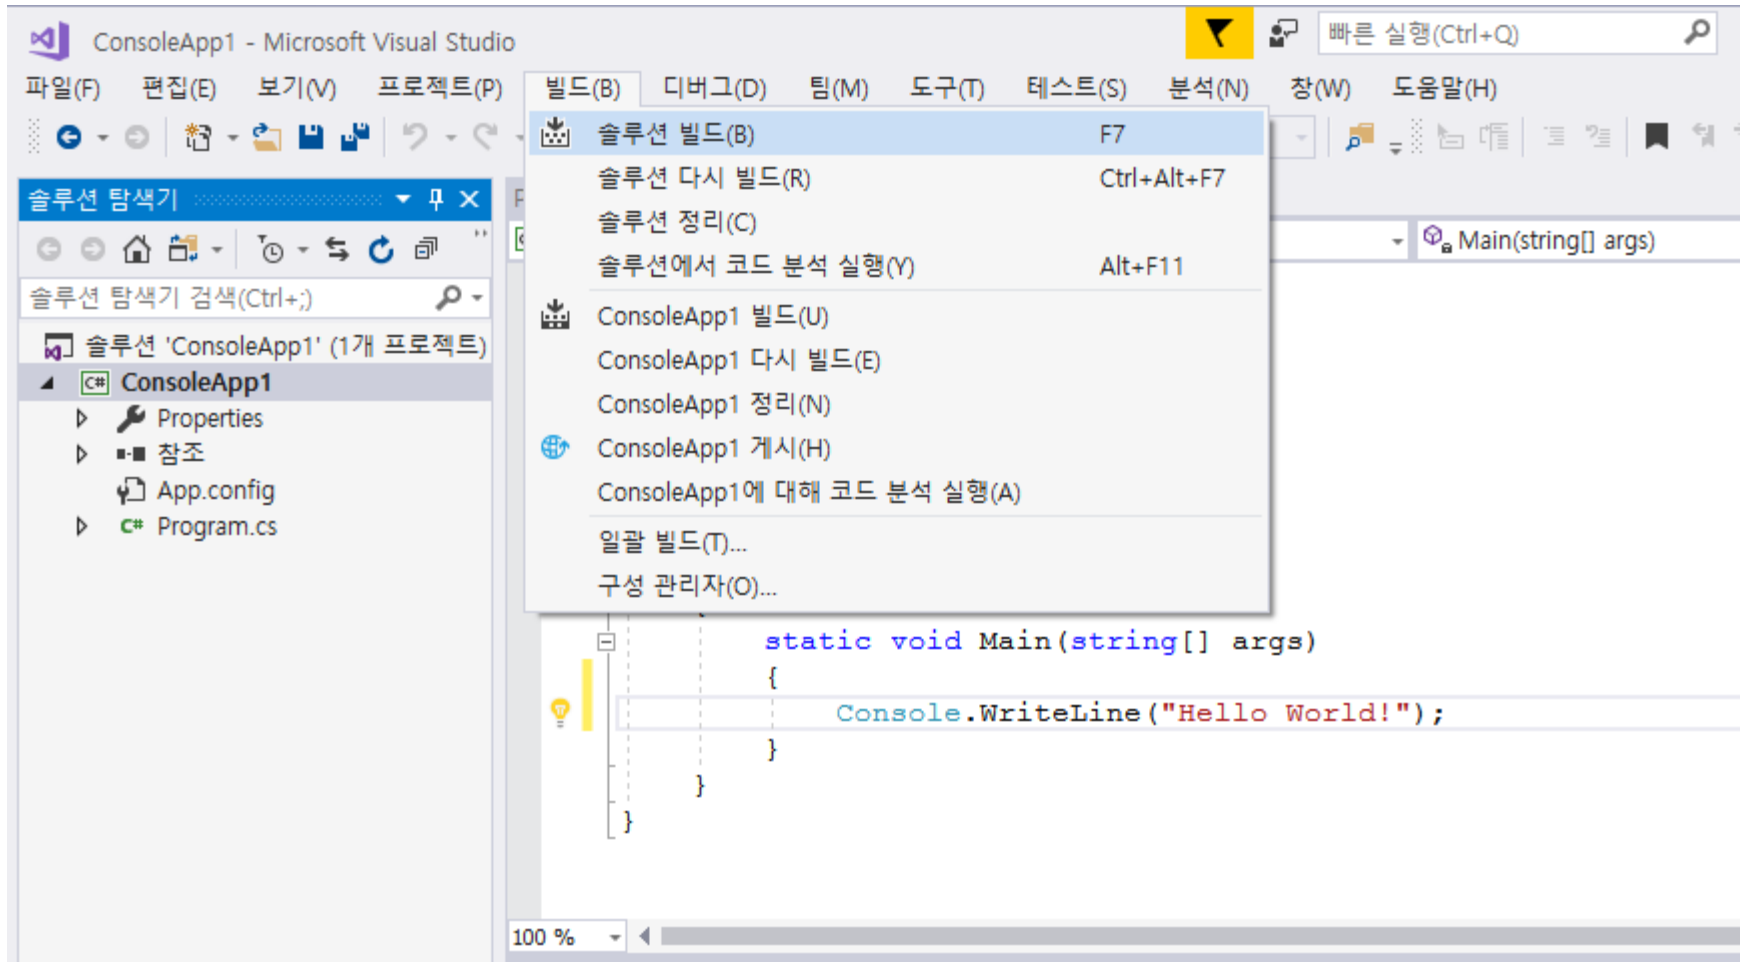 ConsoleApp1 - Microsoft Visual Studio
빠른 실행(Ctrl+Q)
파일(F) 편집(E) 보기(V) 프로젝트(P) 빌드(B) 디버그(D) 팀(M) 도구(T) 테스트(S) 분석(N) 창(W) 도움말(H)
솔루션 빌드(B) F7
솔루션 다시 빌드(R) Ctrl+Alt+F7
솔루션 정리(C)
솔루션에서 코드 분석 실행(Y) Alt+F11
ConsoleApp1 빌드(U)
ConsoleApp1 다시 빌드(E)
ConsoleApp1 정리(N)
ConsoleApp1 게시(H)
ConsoleApp1에 대해 코드 분석 실행(A)
일괄 빌드(T)...
구성 관리자(O)...
솔루션 탐색기
솔루션 탐색기 검색(Ctrl+;)
솔루션 'ConsoleApp1' (1개 프로젝트)
C# ConsoleApp1
Properties
참조
App.config
C# Program.cs
Main(string[] args)
static void Main(string[] args)
{
Console.WriteLine("Hello World!");
}
}
}
100 %